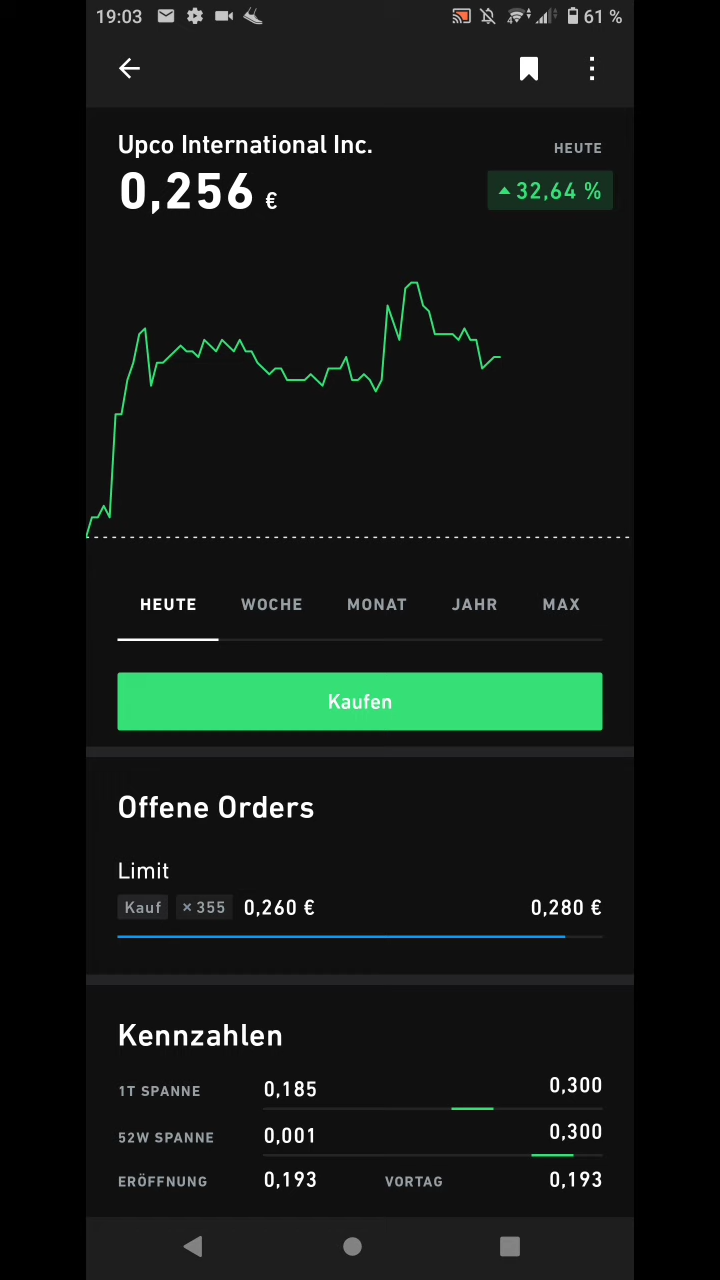 19:03 61 %
Upco International Inc. HEUTE
0,256 € 32,64 %
HEUTE WOCHE MONAT JAHR MAX
Kaufen
Offene Orders
Limit
Kauf × 355 0,260 € 0,280 €
Kennzahlen
1T SPANNE 0,185 0,300
52W SPANNE 0,001 0,300
ERÖFFNUNG 0,193 VORTAG 0,193